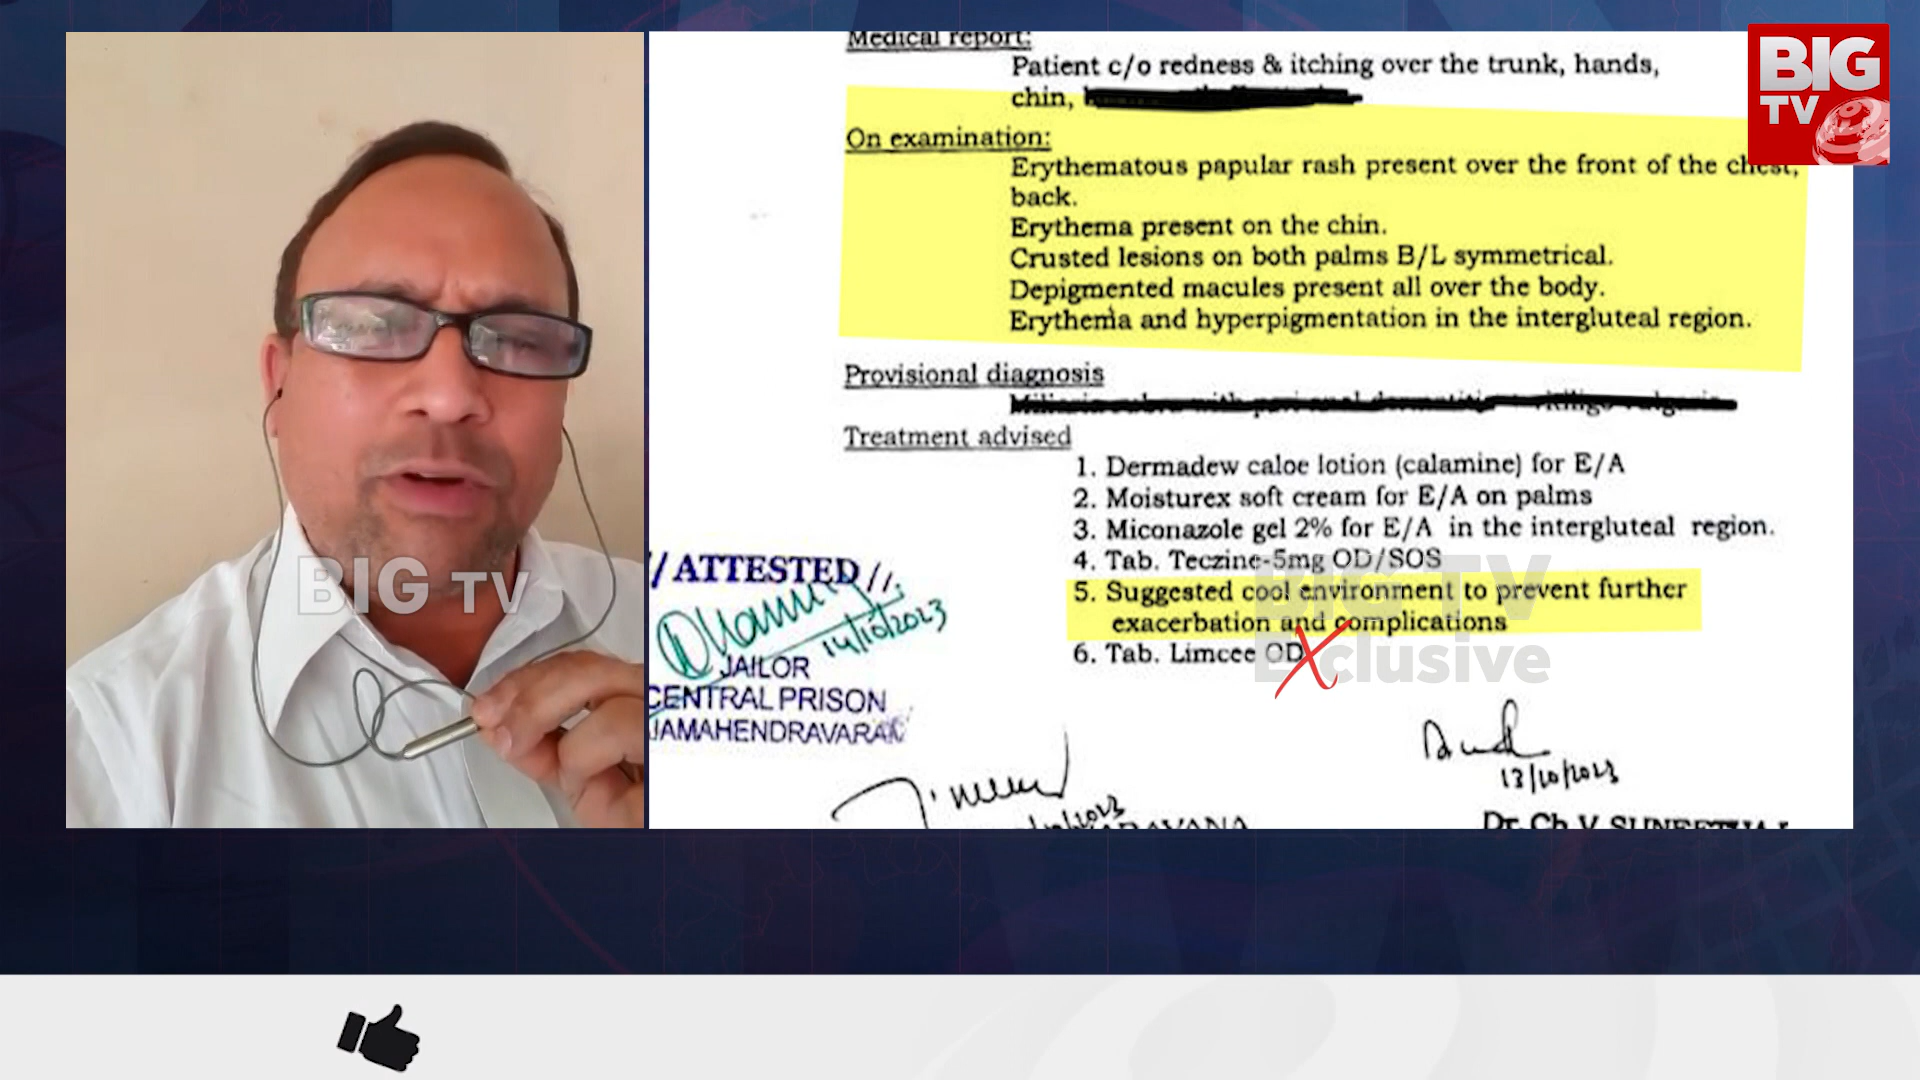 Medical report:
Patient c/o redness & itching over the trunk, hands,
chin,
On examination:
Erythematous papular rash present over the front of the chest,
back.
Erythema present on the chin.
Crusted lesions on both palms B/L symmetrical.
Depigmented macules present all over the body.
Erythema and hyperpigmentation in the intergluteal region.
Provisional diagnosis
Treatment advised
1. Dermadew caloe lotion (calamine) for E/A
2. Moisturex soft cream for E/A on palms
3. Miconazole gel 2% for E/A in the intergluteal region.
4. Tab. Teczine-5mg OD/SOS
5. Suggested cool environment to prevent further
exacerbation and complications
6. Tab. Limcee OD
// ATTESTED //
14/10/2023
JAILOR
CENTRAL PRISON
13/10/2023
Dr. Ch V
BIG
TV
BIG TV
BIG TV
Exclusive